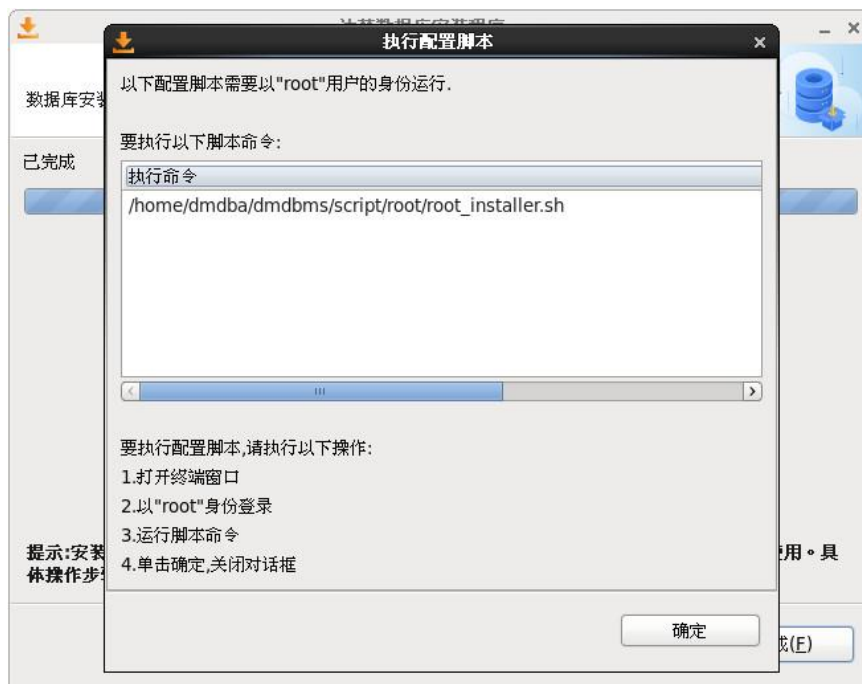 执行配置脚本
数据库安装
以下配置脚本需要以"root"用户的身份运行.
要执行以下脚本命令:
已完成
执行命令
/home/dmdba/dmdbms/script/root/root_installer.sh
要执行配置脚本,请执行以下操作:
1.打开终端窗口
2.以"root"身份登录
3.运行脚本命令
4.单击确定,关闭对话框
提示:安装
用。具
体操作步
确定
(F)